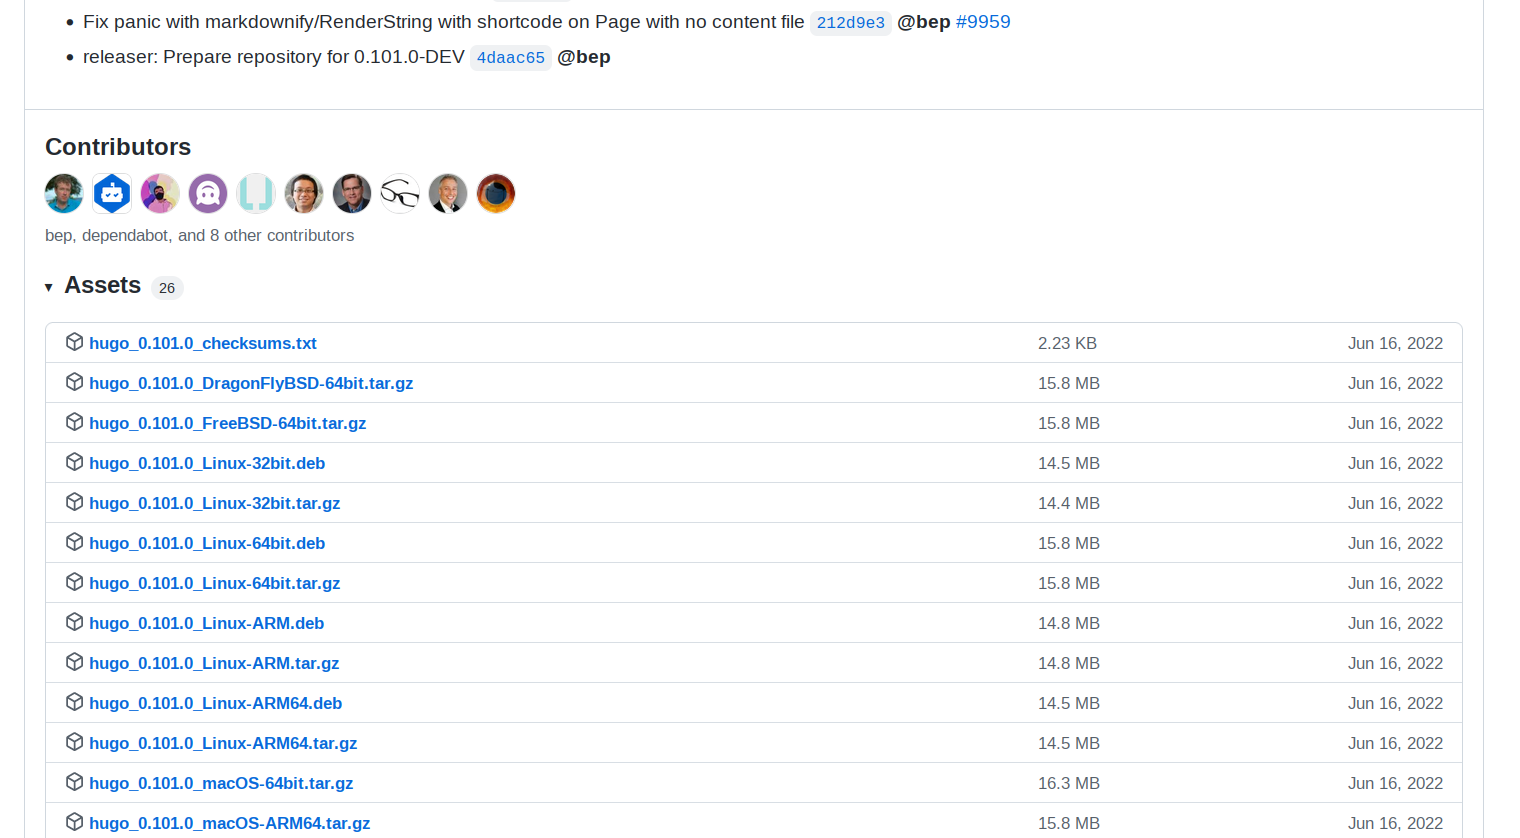 Fix panic with markdownify/RenderString with shortcode on Page with no content file 212d9e3 @bep #9959
releaser: Prepare repository for 0.101.0-DEV 4daac65 @bep
Contributors
bep, dependabot, and 8 other contributors
Assets 26
hugo_0.101.0_checksums.txt 2.23 KB Jun 16, 2022
hugo_0.101.0_DragonFlyBSD-64bit.tar.gz 15.8 MB Jun 16, 2022
hugo_0.101.0_FreeBSD-64bit.tar.gz 15.8 MB Jun 16, 2022
hugo_0.101.0_Linux-32bit.deb 14.5 MB Jun 16, 2022
hugo_0.101.0_Linux-32bit.tar.gz 14.4 MB Jun 16, 2022
hugo_0.101.0_Linux-64bit.deb 15.8 MB Jun 16, 2022
hugo_0.101.0_Linux-64bit.tar.gz 15.8 MB Jun 16, 2022
hugo_0.101.0_Linux-ARM.deb 14.8 MB Jun 16, 2022
hugo_0.101.0_Linux-ARM.tar.gz 14.8 MB Jun 16, 2022
hugo_0.101.0_Linux-ARM64.deb 14.5 MB Jun 16, 2022
hugo_0.101.0_Linux-ARM64.tar.gz 14.5 MB Jun 16, 2022
hugo_0.101.0_macOS-64bit.tar.gz 16.3 MB Jun 16, 2022
hugo_0.101.0_macOS-ARM64.tar.gz 15.8 MB Jun 16, 2022